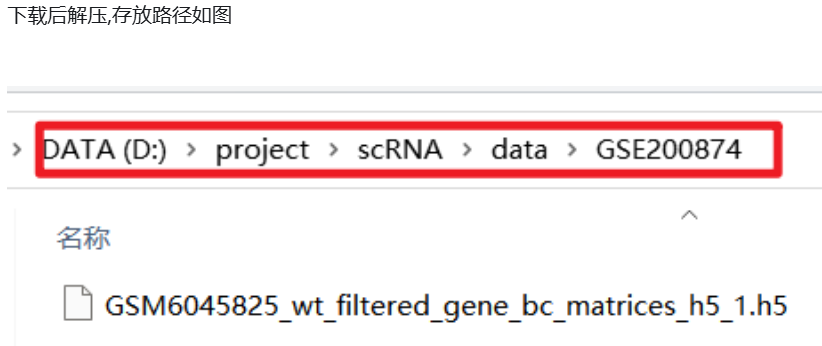 下载后解压,存放路径如图
DATA (D:) > project > scRNA > data > GSE200874
名称
GSM6045825_wt_filtered_gene_bc_matrices_h5_1.h5